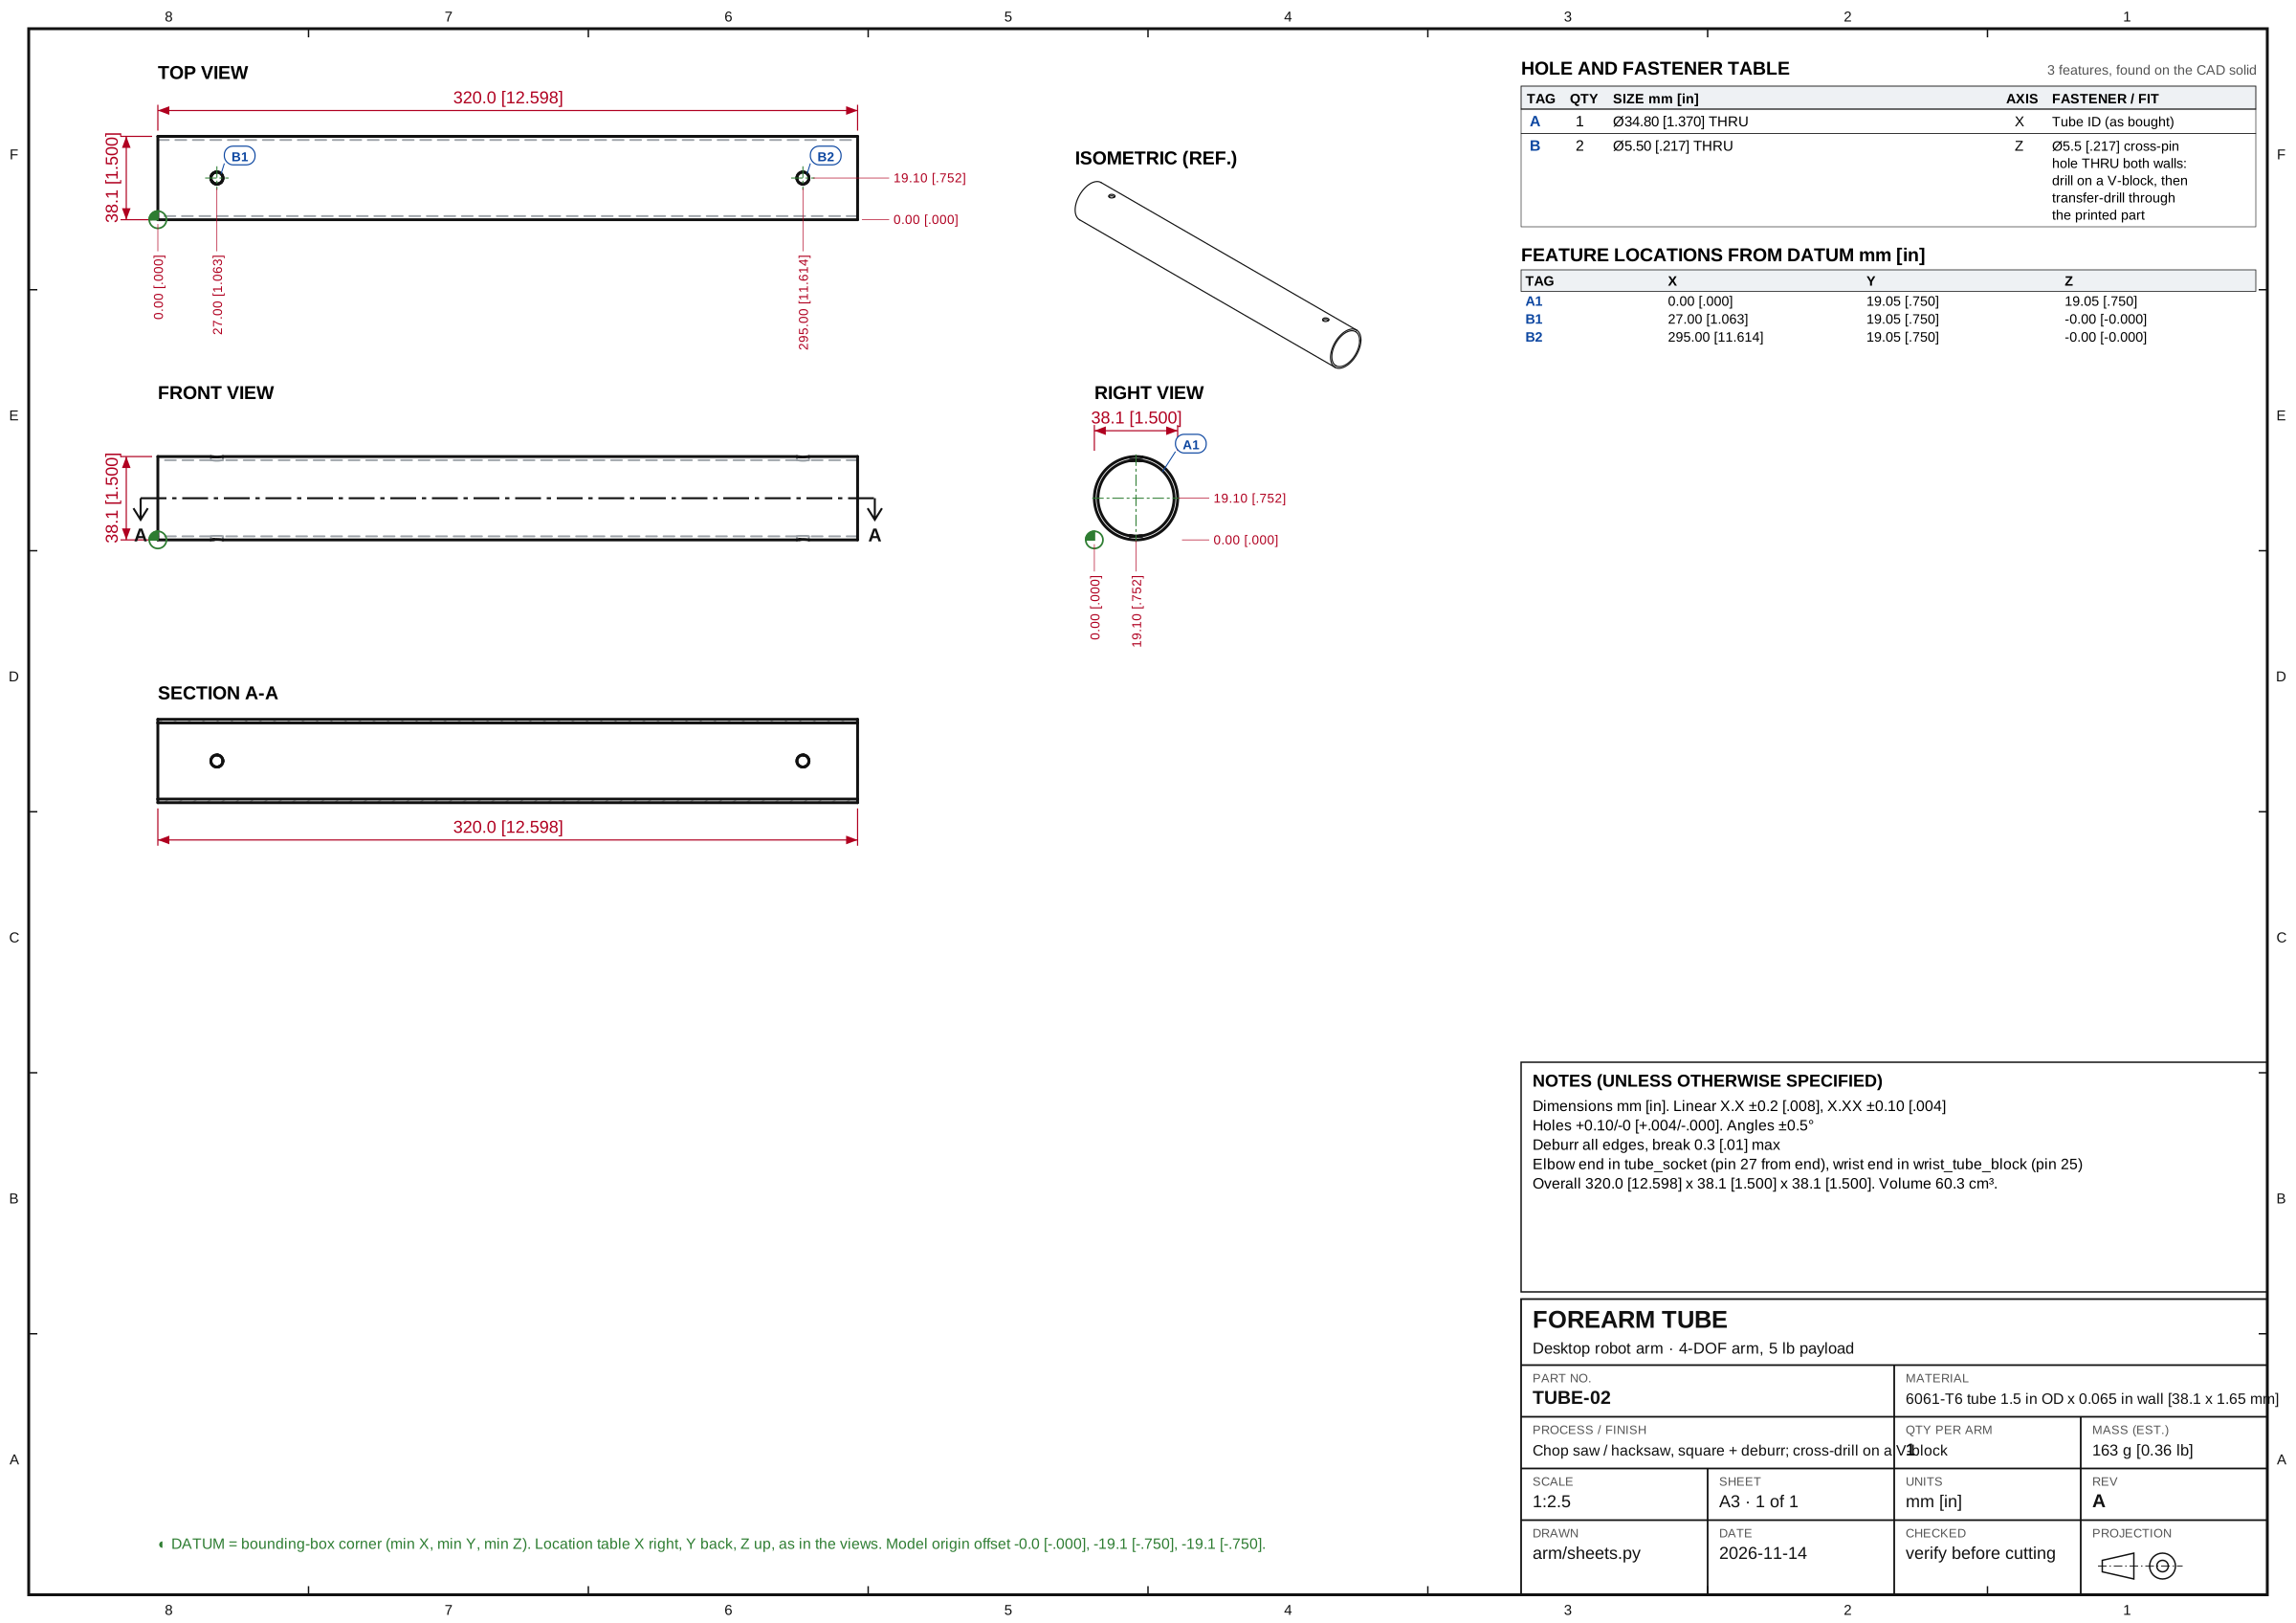 8 7 6 5 4 3 2 1
TOP VIEW
320.0 [12.598]
38.1 [1.500]
B1
B2
19.10 [.752]
0.00 [.000]
0.00 [.000]
27.00 [1.063]
295.00 [11.614]
ISOMETRIC (REF.)
HOLE AND FASTENER TABLE
3 features, found on the CAD solid
TAG QTY SIZE mm [in] AXIS FASTENER / FIT
A 1 Ø34.80 [1.370] THRU X Tube ID (as bought)
B 2 Ø5.50 [.217] THRU Z Ø5.5 [.217] cross-pin
hole THRU both walls:
drill on a V-block, then
transfer-drill through
the printed part
FEATURE LOCATIONS FROM DATUM mm [in]
TAG X Y Z
A1 0.00 [.000] 19.05 [.750] 19.05 [.750]
B1 27.00 [1.063] 19.05 [.750] -0.00 [-0.000]
B2 295.00 [11.614] 19.05 [.750] -0.00 [-0.000]
FRONT VIEW
38.1 [1.500]
A
A
RIGHT VIEW
38.1 [1.500]
A1
19.10 [.752]
0.00 [.000]
0.00 [.000]
19.10 [.752]
SECTION A-A
320.0 [12.598]
F
E
D
C
B
A
F
E
D
C
B
A
NOTES (UNLESS OTHERWISE SPECIFIED)
Dimensions mm [in]. Linear X.X ±0.2 [.008], X.XX ±0.10 [.004]
Holes +0.10/-0 [+.004/-.000]. Angles ±0.5°
Deburr all edges, break 0.3 [.01] max
Elbow end in tube_socket (pin 27 from end), wrist end in wrist_tube_block (pin 25)
Overall 320.0 [12.598] x 38.1 [1.500] x 38.1 [1.500]. Volume 60.3 cm³.
FOREARM TUBE
Desktop robot arm · 4-DOF arm, 5 lb payload
PART NO.
TUBE-02
MATERIAL
6061-T6 tube 1.5 in OD x 0.065 in wall [38.1 x 1.65 mm]
PROCESS / FINISH
Chop saw / hacksaw, square + deburr; cross-drill on a V-block
QTY PER ARM
1
MASS (EST.)
163 g [0.36 lb]
SCALE
1:2.5
SHEET
A3 · 1 of 1
UNITS
mm [in]
REV
A
DRAWN
arm/sheets.py
DATE
2026-11-14
CHECKED
verify before cutting
PROJECTION
DATUM = bounding-box corner (min X, min Y, min Z). Location table X right, Y back, Z up, as in the views. Model origin offset -0.0 [-.000], -19.1 [-.750], -19.1 [-.750].
8 7 6 5 4 3 2 1